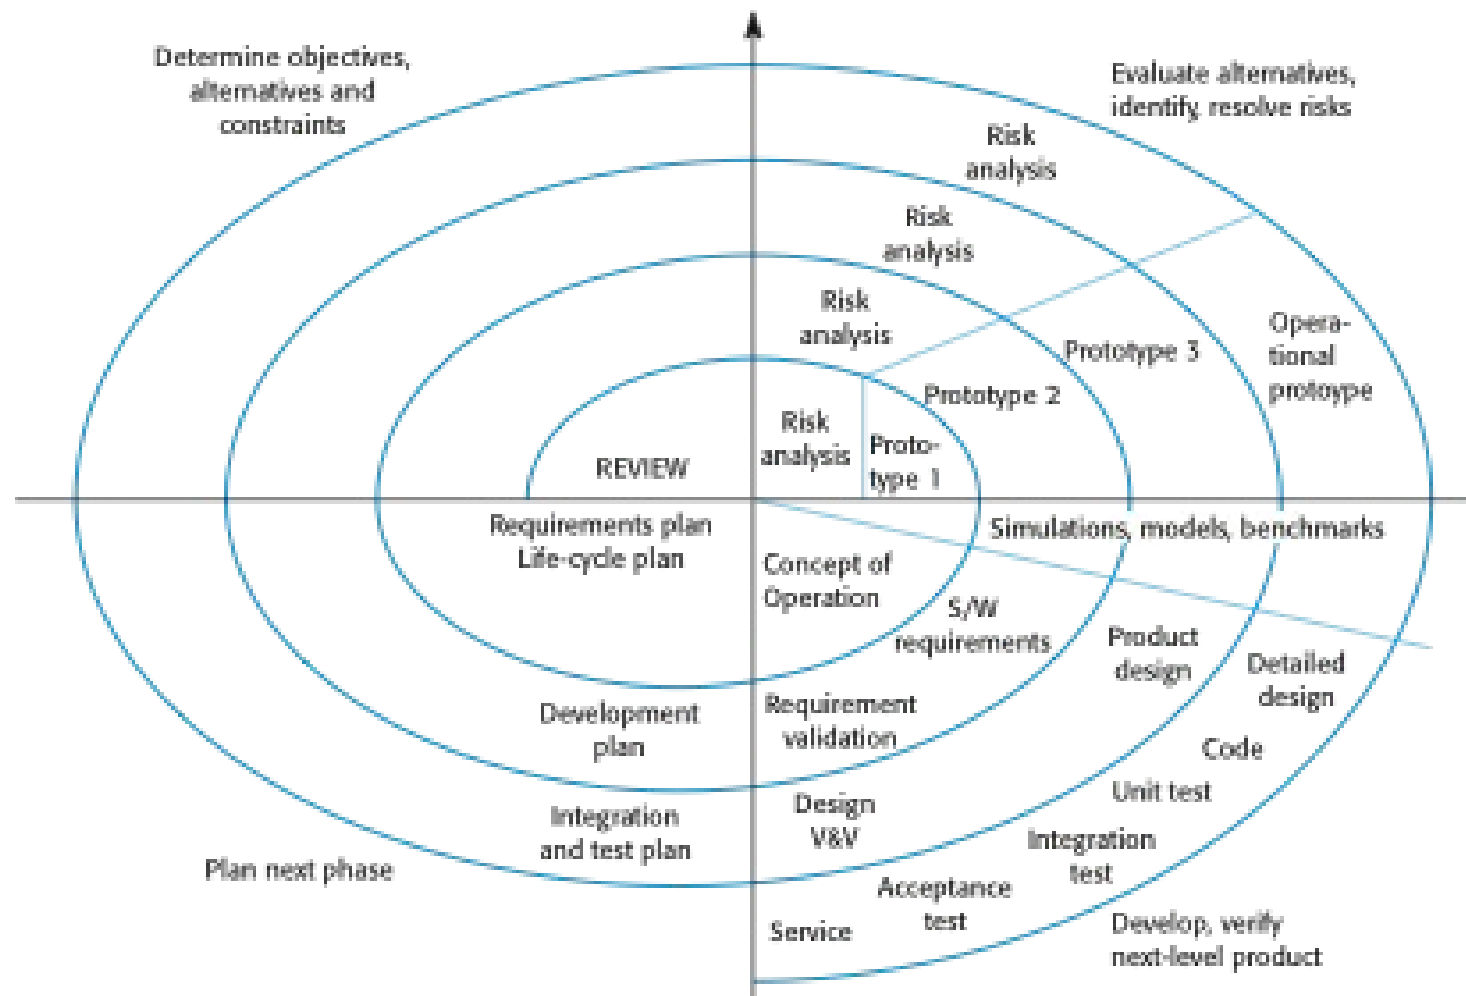 Determine objectives,
alternatives and
constraints
Evaluate alternatives,
identify, resolve risks
Risk
analysis
Risk
analysis
Risk
analysis
Risk
analysis
Proto-
type 1
Prototype 2
Prototype 3
Opera-
tional
protoype
REVIEW
Requirements plan
Life-cycle plan
Simulations, models, benchmarks
Concept of
Operation
S/W
requirements
Product
design
Detailed
design
Development
plan
Requirement
validation
Code
Unit test
Integration
and test plan
Design
V&V
Integration
test
Plan next phase
Acceptance
test
Service
Develop, verify
next-level product